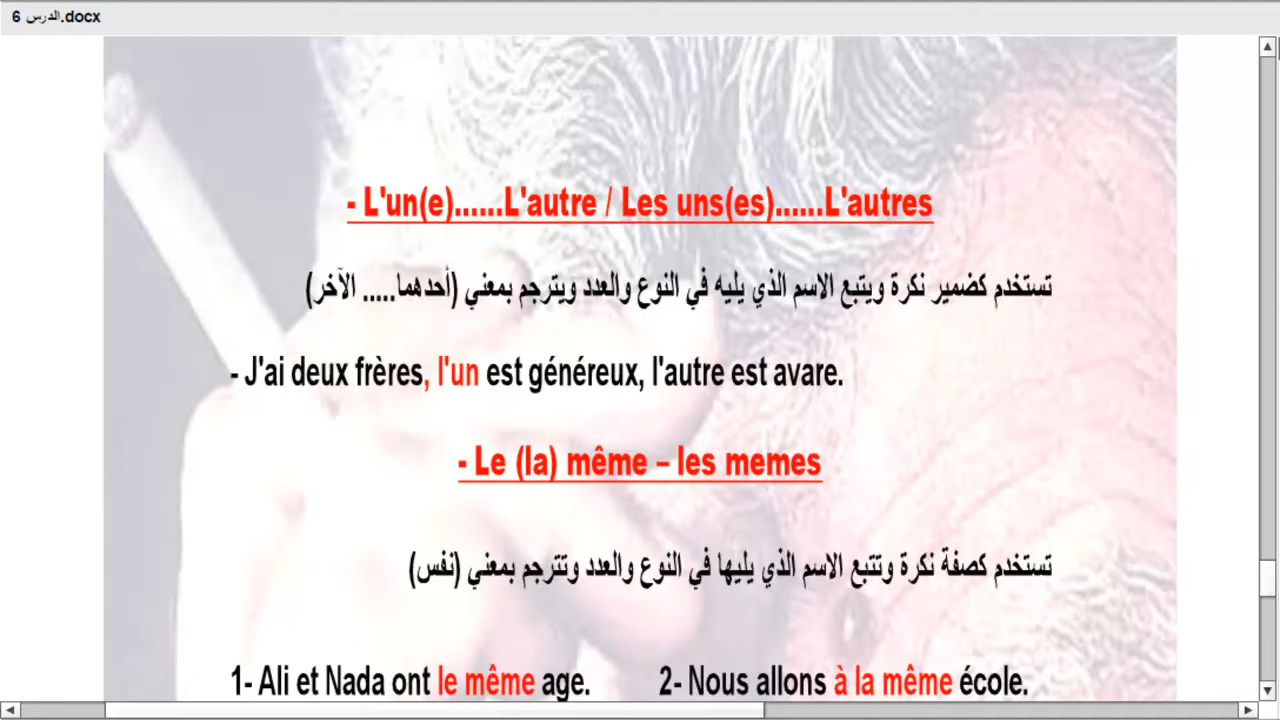 الدرس 6.docx
- L'un(e)......L'autre / Les uns(es)......L'autres
تستخدم كضمير نكرة ويتبع الاسم الذي يليه في النوع والعدد ويترجم بمعني (أحدهما..... الآخر)
- J'ai deux frères, l'un est généreux, l'autre est avare.
- Le (la) même – les memes
تستخدم كصفة نكرة وتتبع الاسم الذي يليها في النوع والعدد وتترجم بمعني (نفس)
1- Ali et Nada ont le même age. 2- Nous allons à la même école.